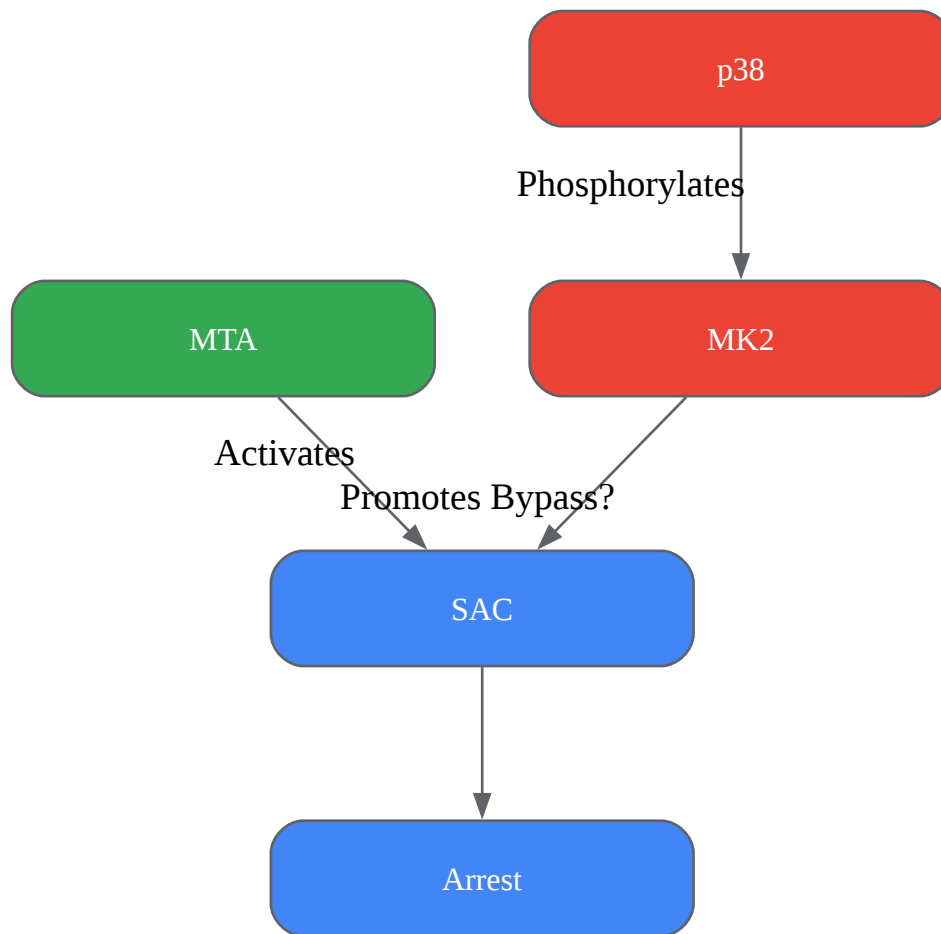 p38
Phosphorylates
MTA
MK2
Activates
Promotes Bypass?
SAC
Arrest